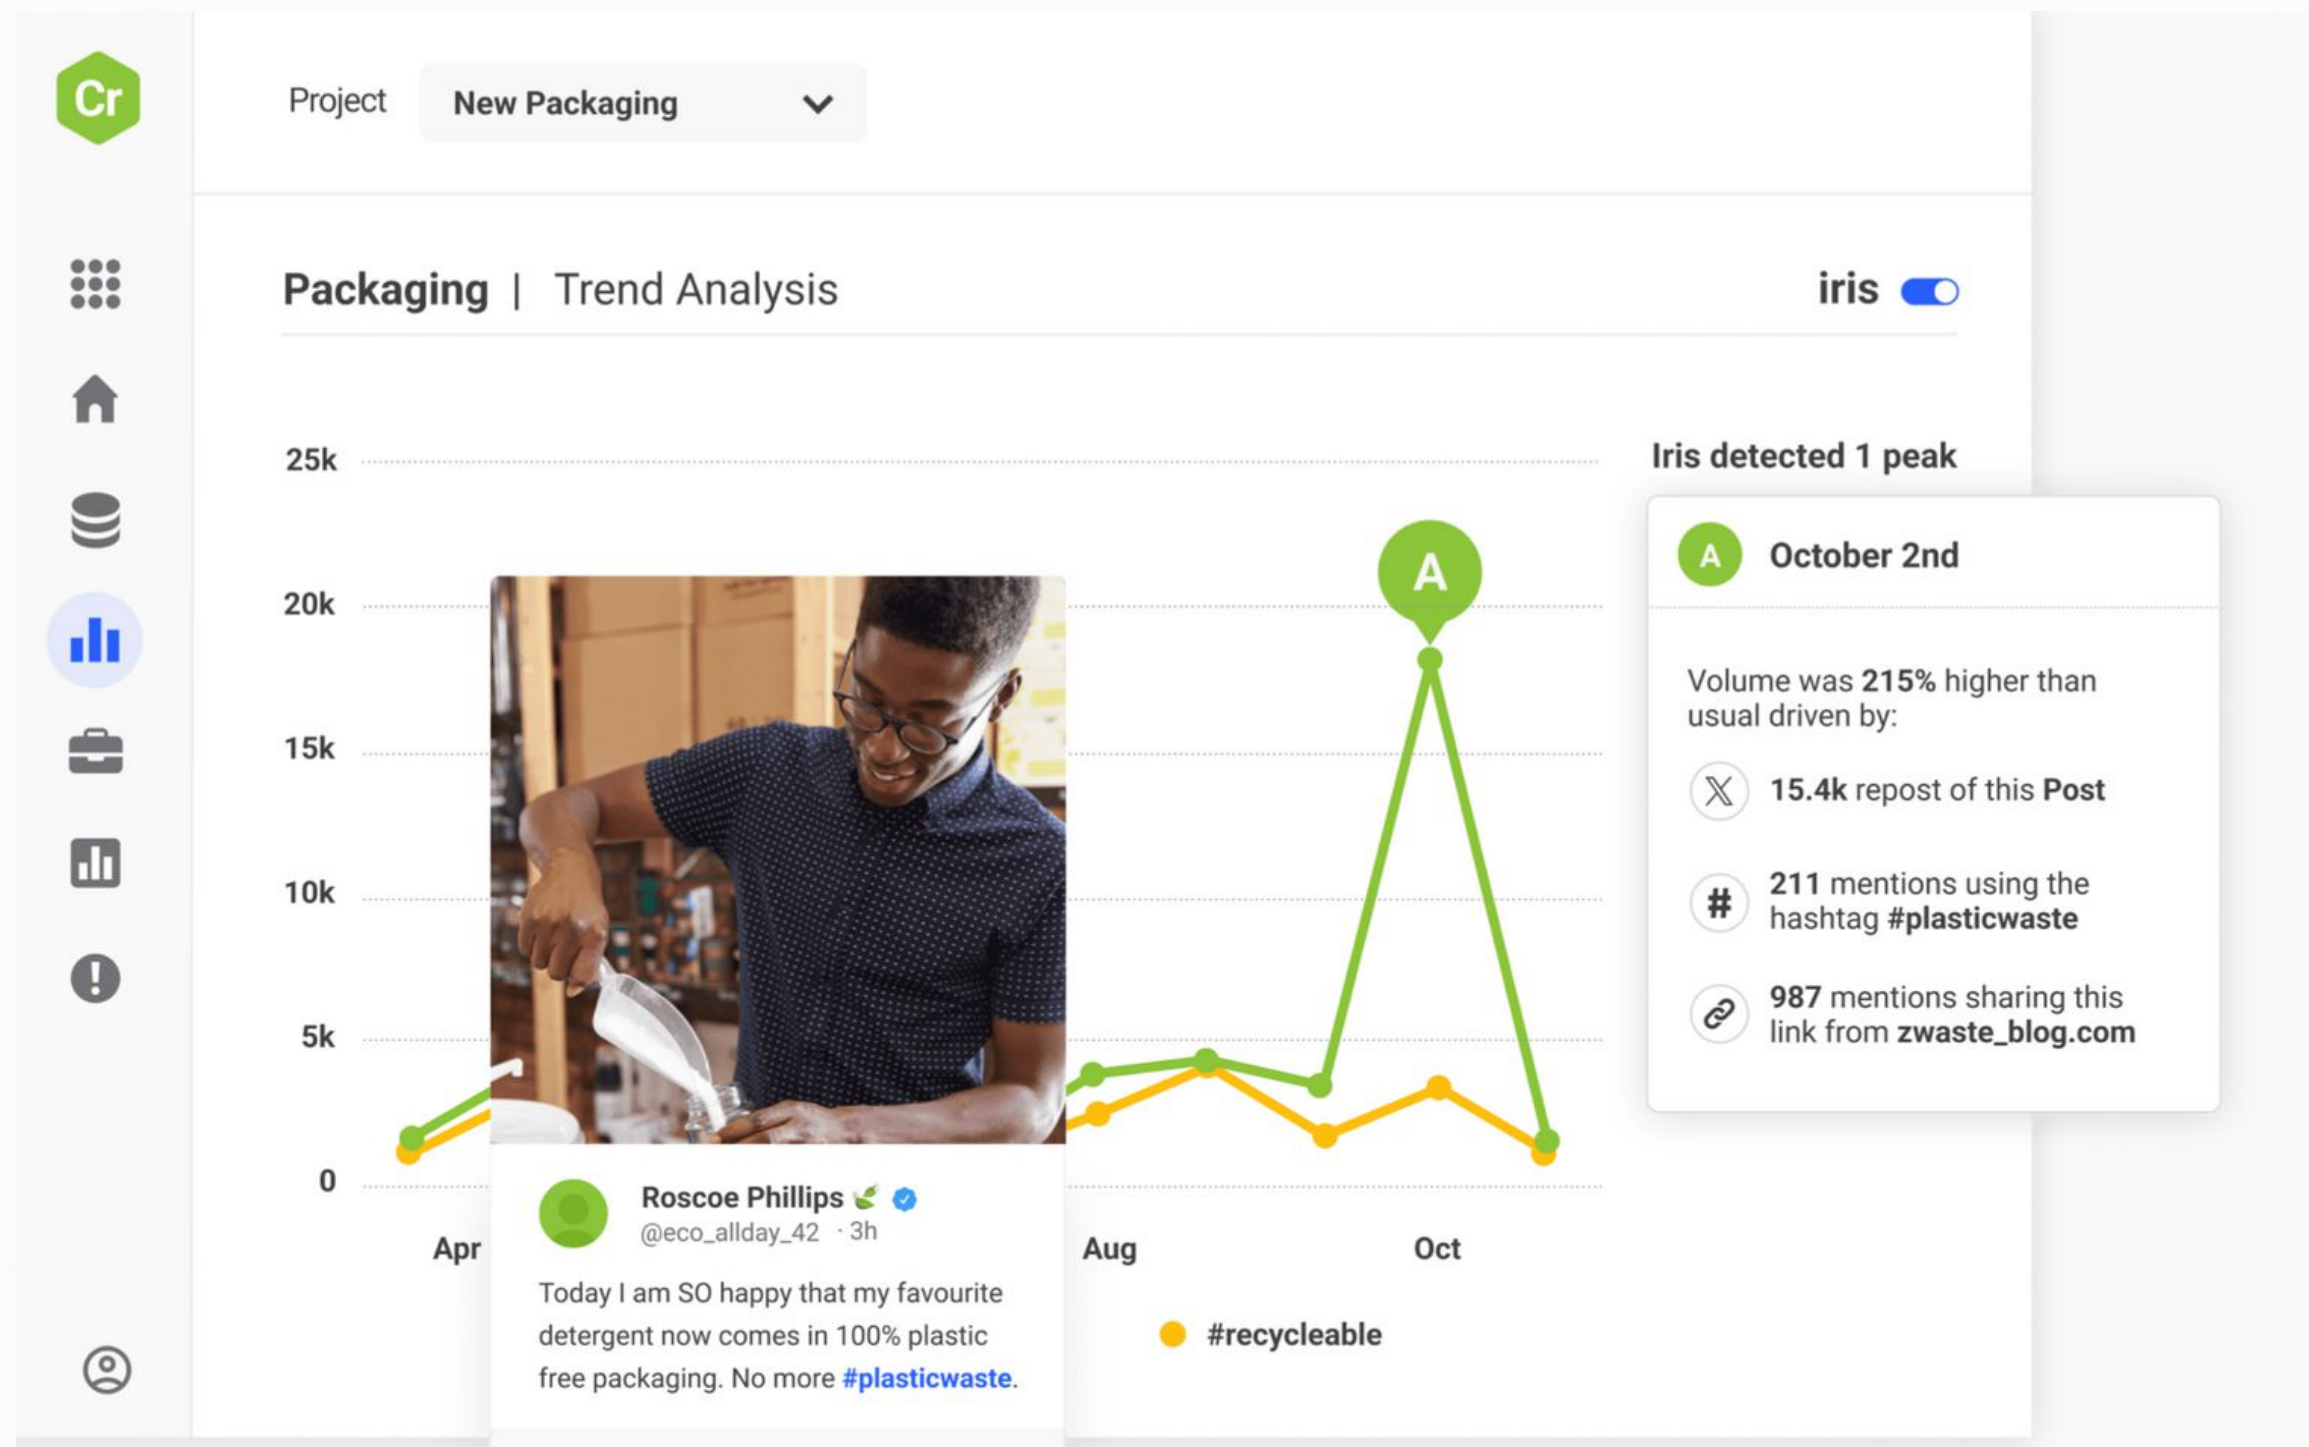 Cr
Project
New Packaging
Packaging | Trend Analysis
iris
25k
20k
15k
10k
5k
0
A
Apr
Aug
Oct
#recycleable
Iris detected 1 peak
A October 2nd
Volume was 215% higher than
usual driven by:
15.4k repost of this Post
# 211 mentions using the
hashtag #plasticwaste
987 mentions sharing this
link from zwaste_blog.com
Roscoe Phillips
@eco_allday_42 · 3h
Today I am SO happy that my favourite
detergent now comes in 100% plastic
free packaging. No more #plasticwaste.